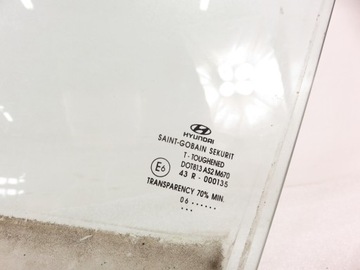 HYUNDAI
SAINT-GOBAIN SEKURIT
T - TOUGHENED
DOT813 AS2 M670
E6 43 R - 000135
TRANSPARENCY 70% MIN.
06 ......
...